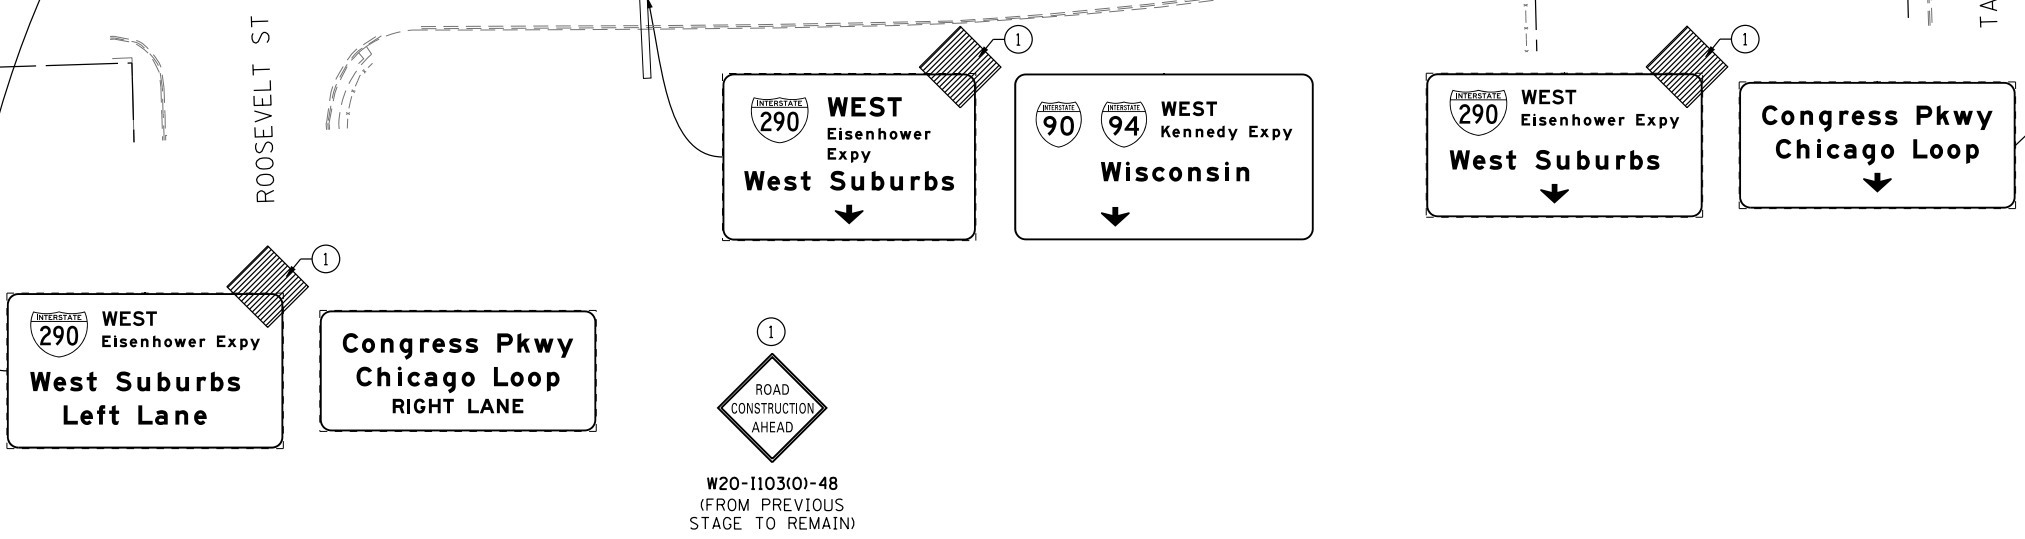 ROOSEVELT ST
TA
1
INTERSTATE
290
WEST
Eisenhower
Expy
West Suburbs
INTERSTATE
90
INTERSTATE
94
WEST
Kennedy Expy
Wisconsin
1
INTERSTATE
290
WEST
Eisenhower Expy
West Suburbs
Congress Pkwy
Chicago Loop
1
INTERSTATE
290
WEST
Eisenhower Expy
West Suburbs
Left Lane
Congress Pkwy
Chicago Loop
RIGHT LANE
1
ROAD
CONSTRUCTION
AHEAD
W20-I103(0)-48
(FROM PREVIOUS
STAGE TO REMAIN)